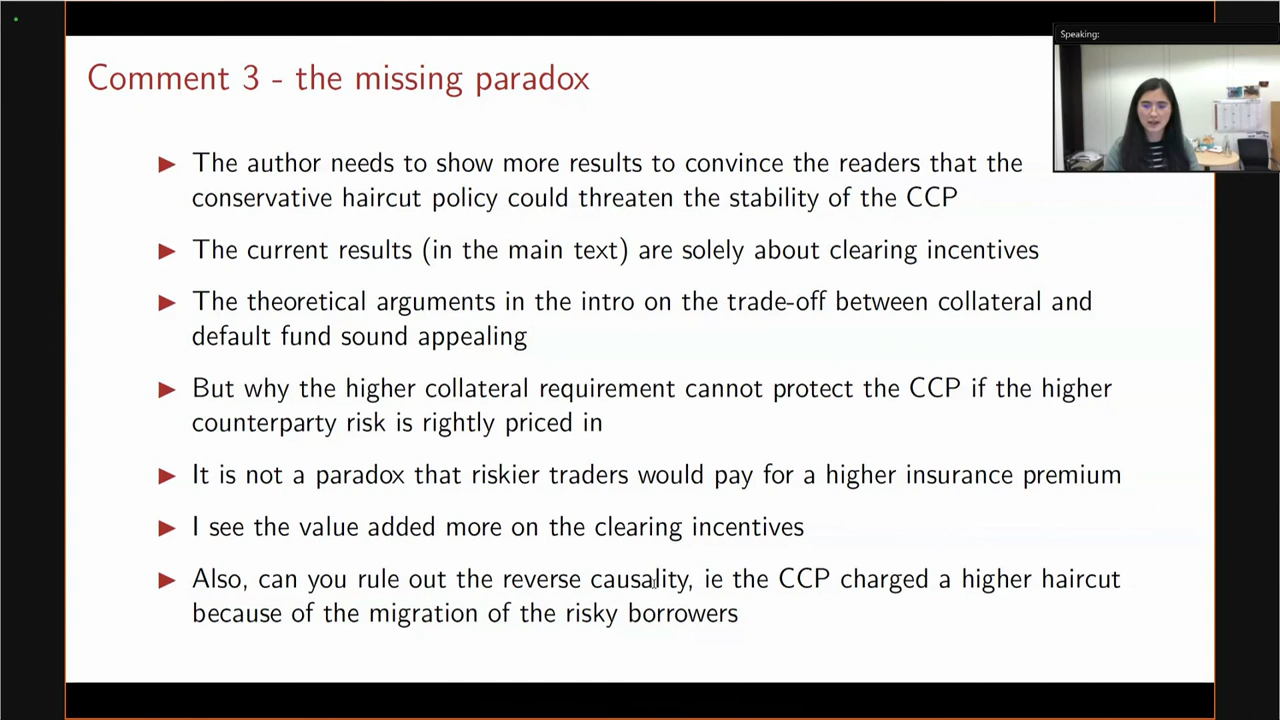 Comment 3 - the missing paradox
Speaking:
The author needs to show more results to convince the readers that the
conservative haircut policy could threaten the stability of the CCP
The current results (in the main text) are solely about clearing incentives
The theoretical arguments in the intro on the trade-off between collateral and
default fund sound appealing
But why the higher collateral requirement cannot protect the CCP if the higher
counterparty risk is rightly priced in
It is not a paradox that riskier traders would pay for a higher insurance premium
I see the value added more on the clearing incentives
Also, can you rule out the reverse causality, ie the CCP charged a higher haircut
because of the migration of the risky borrowers